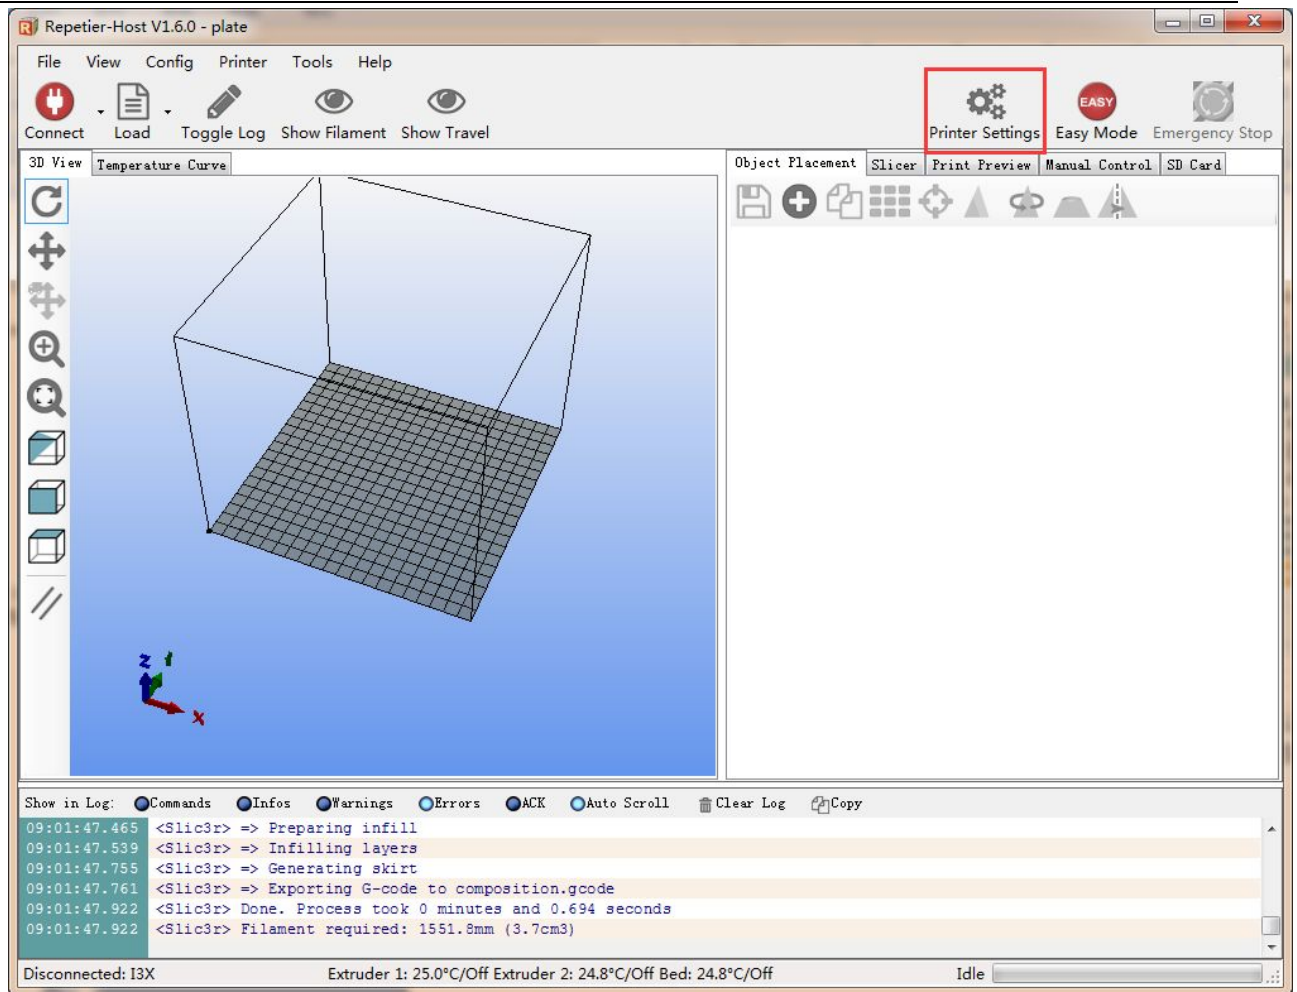 Repetier-Host V1.6.0 - plate
File View Config Printer Tools Help
Connect Load Toggle Log Show Filament Show Travel Printer Settings EASY Easy Mode Emergency Stop
3D View Temperature Curve
Object Placement Slicer Print Preview Manual Control SD Card
Z Y
X
Show in Log: Commands Infos Warnings Errors ACK Auto Scroll Clear Log Copy
09:01:47.465 <Slic3r> => Preparing infill
09:01:47.539 <Slic3r> => Infilling layers
09:01:47.755 <Slic3r> => Generating skirt
09:01:47.761 <Slic3r> => Exporting G-code to composition.gcode
09:01:47.922 <Slic3r> Done. Process took 0 minutes and 0.694 seconds
09:01:47.922 <Slic3r> Filament required: 1551.8mm (3.7cm3)
Disconnected: I3X Extruder 1: 25.0°C/Off Extruder 2: 24.8°C/Off Bed: 24.8°C/Off Idle